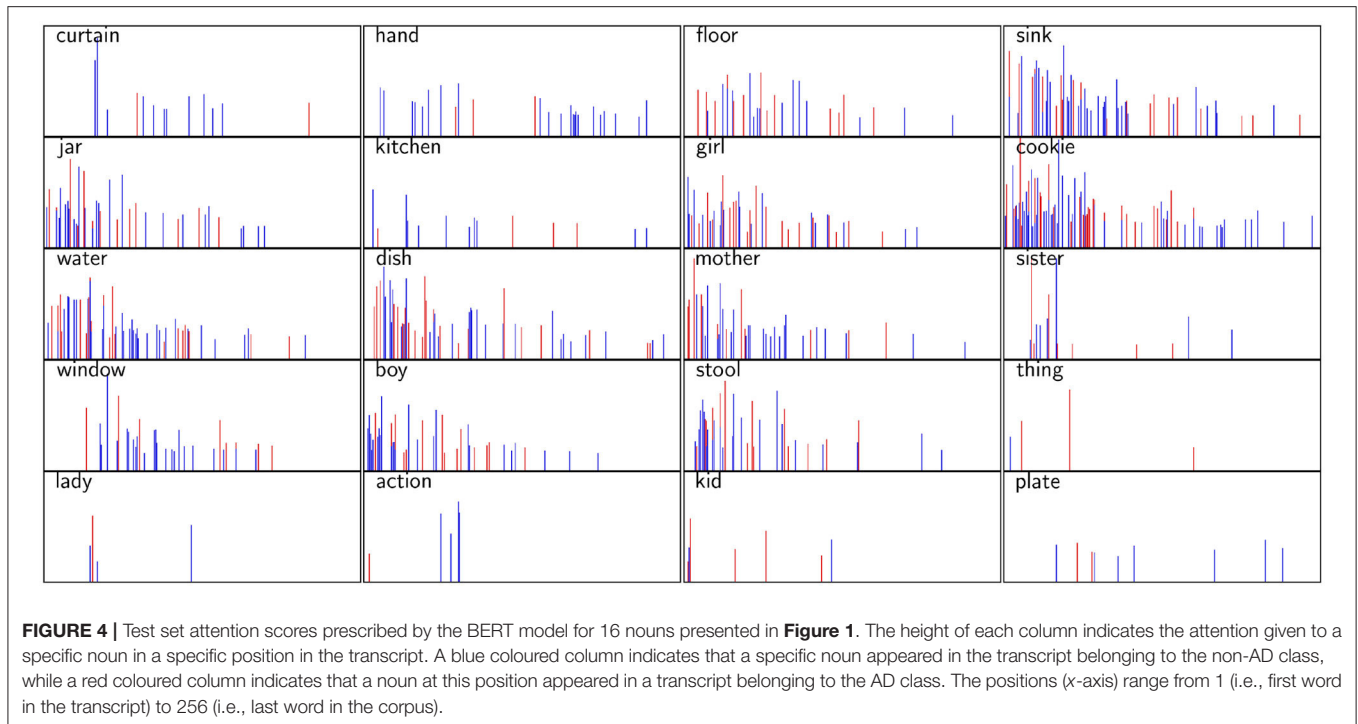 curtain hand floor sink
jar kitchen girl cookie
water dish mother sister
window boy stool thing
lady action kid plate
FIGURE 4 | Test set attention scores prescribed by the BERT model for 16 nouns presented in Figure 1. The height of each column indicates the attention given to a
specific noun in a specific position in the transcript. A blue coloured column indicates that a specific noun appeared in the transcript belonging to the non-AD class,
while a red coloured column indicates that a noun at this position appeared in a transcript belonging to the AD class. The positions (x-axis) range from 1 (i.e., first word
in the transcript) to 256 (i.e., last word in the corpus).